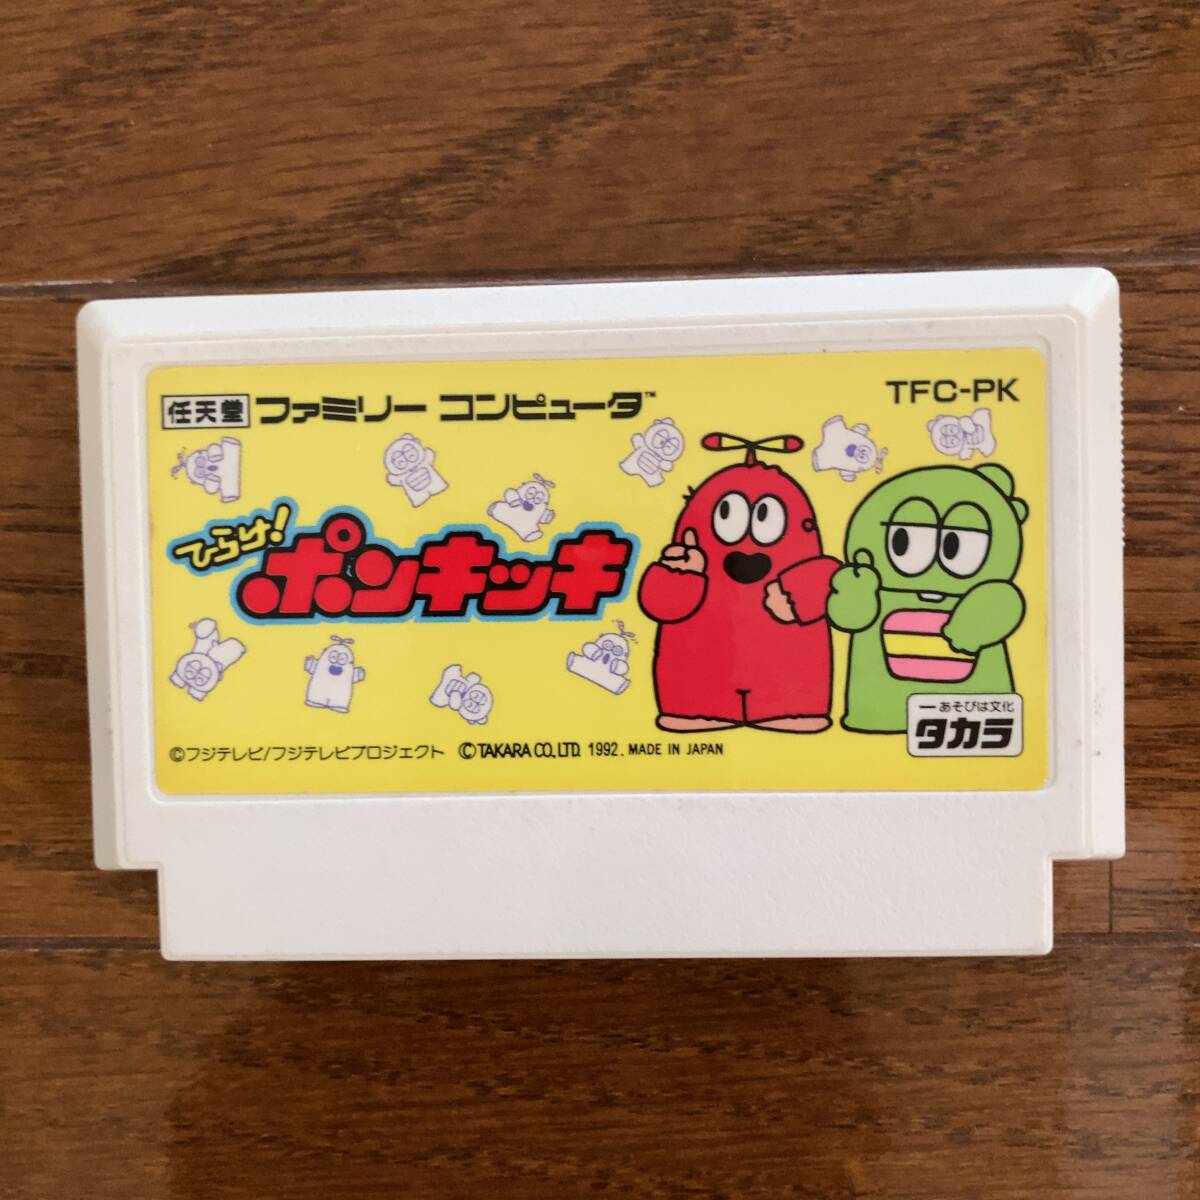 任天堂 ファミリー コンピュータ™
TFC-PK
ひらけ!
ポンキッキ
ーあそびは文化
タカラ
©フジテレビ/フジテレビプロジェクト ©TAKARA CO., LTD. 1992. MADE IN JAPAN